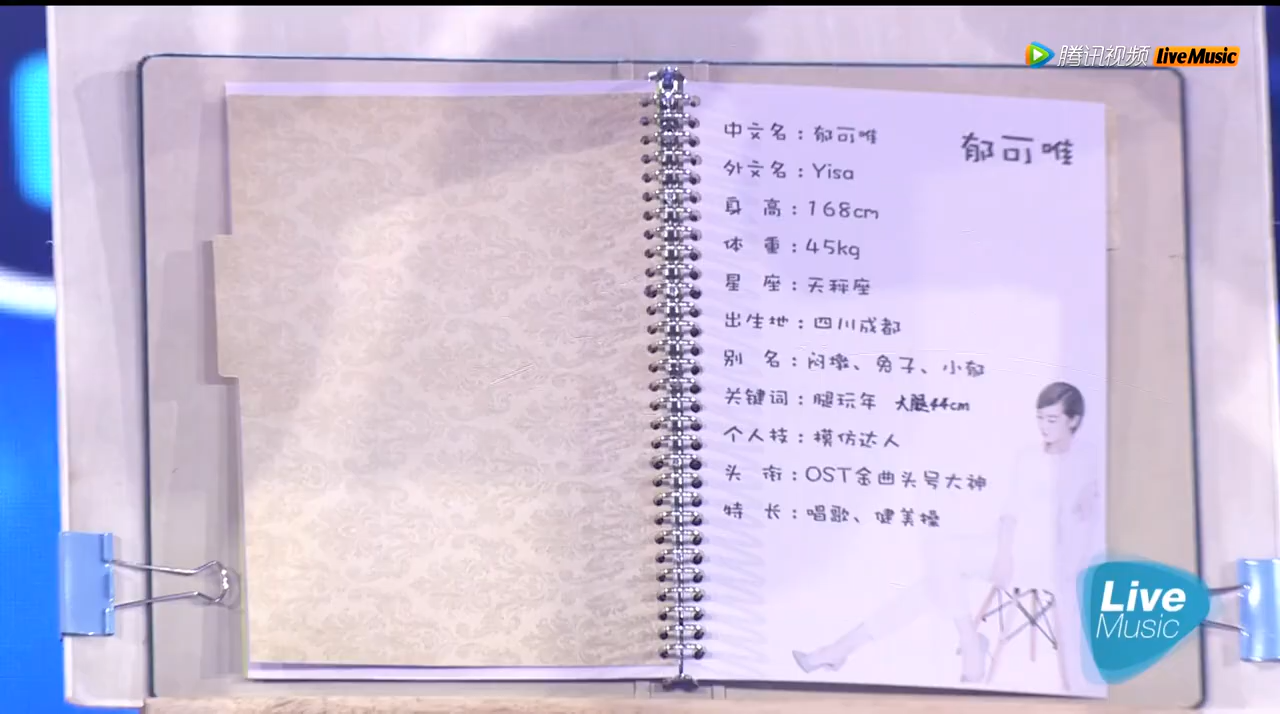 腾讯视频 Live Music
郁可唯
中文名：郁可唯
外文名：Yisa
身 高：168cm
体 重：45kg
星 座：天秤座
出生地：四川成都
别 名：闷墩、兔子、小郁
关键词：腿玩年 大腿44cm
个人技：模仿达人
头 衔：OST金曲头号大神
特 长：唱歌、健美操
Live
Music